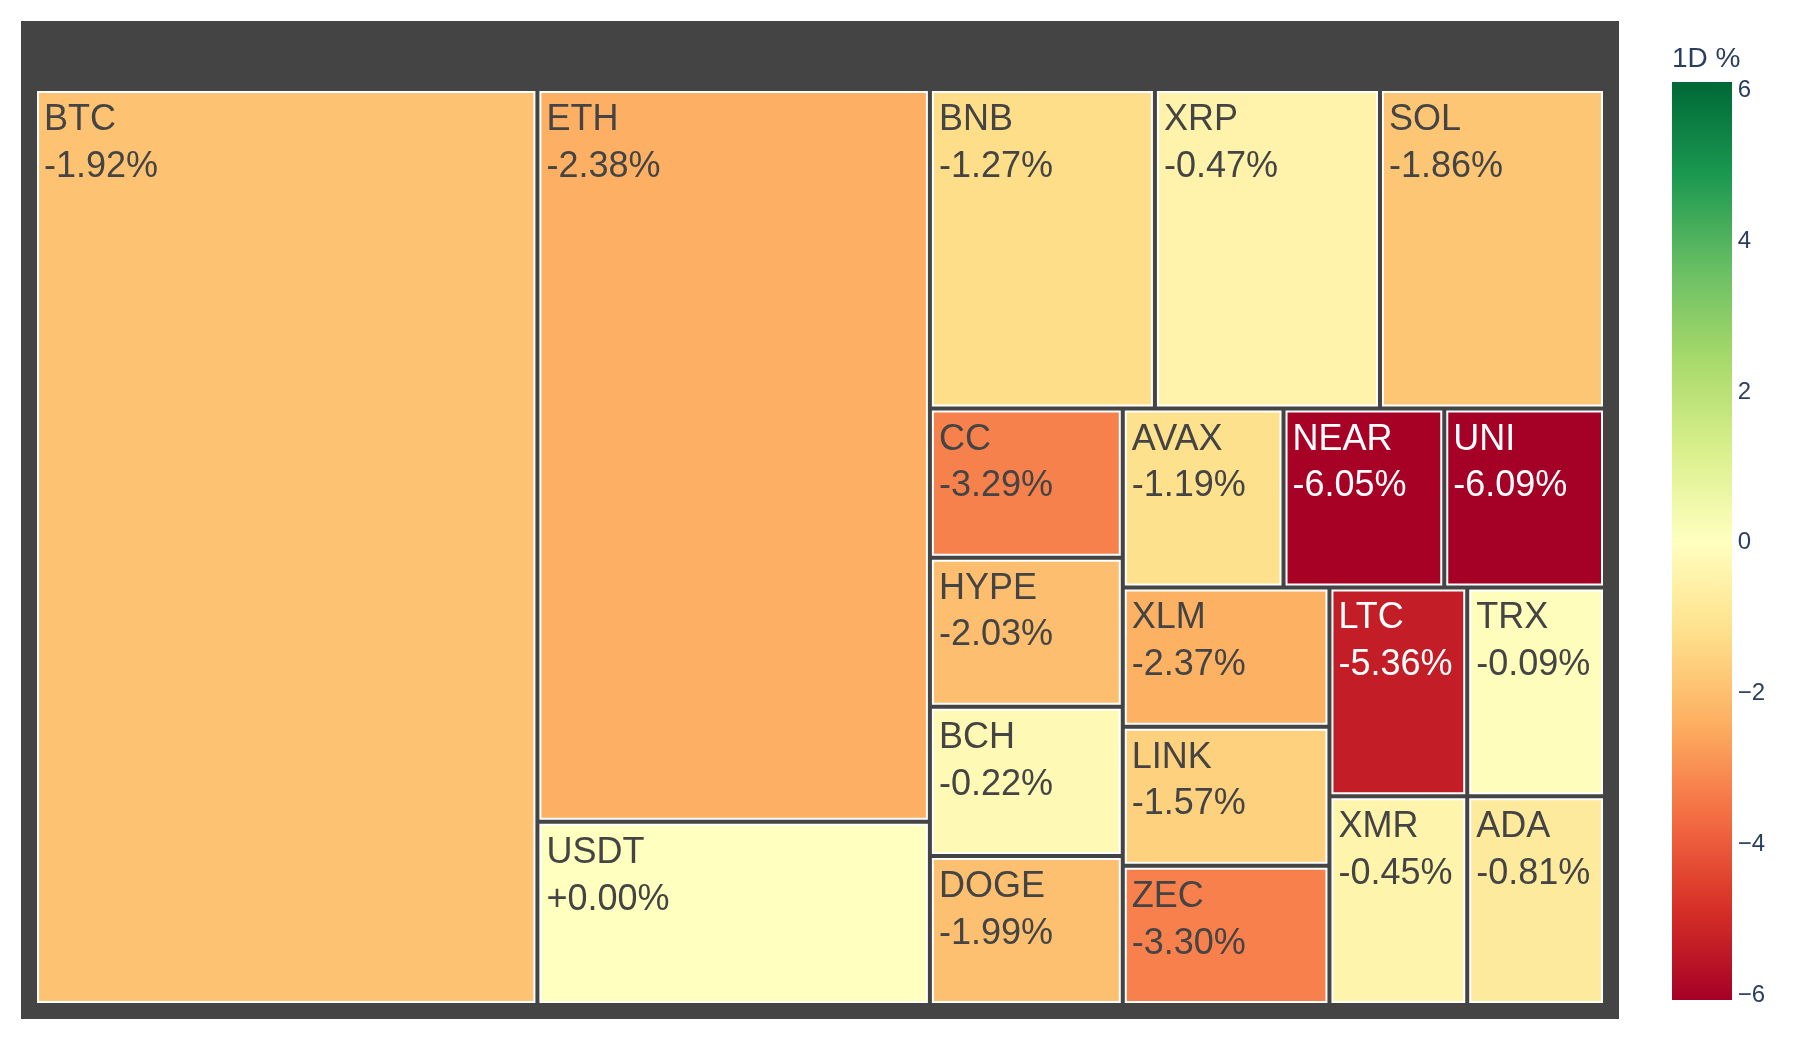 BTC
-1.92%
ETH
-2.38%
USDT
+0.00%
BNB
-1.27%
XRP
-0.47%
SOL
-1.86%
CC
-3.29%
HYPE
-2.03%
BCH
-0.22%
DOGE
-1.99%
AVAX
-1.19%
NEAR
-6.05%
UNI
-6.09%
XLM
-2.37%
LINK
-1.57%
ZEC
-3.30%
LTC
-5.36%
TRX
-0.09%
XMR
-0.45%
ADA
-0.81%
1D %
6
4
2
0
−2
−4
−6